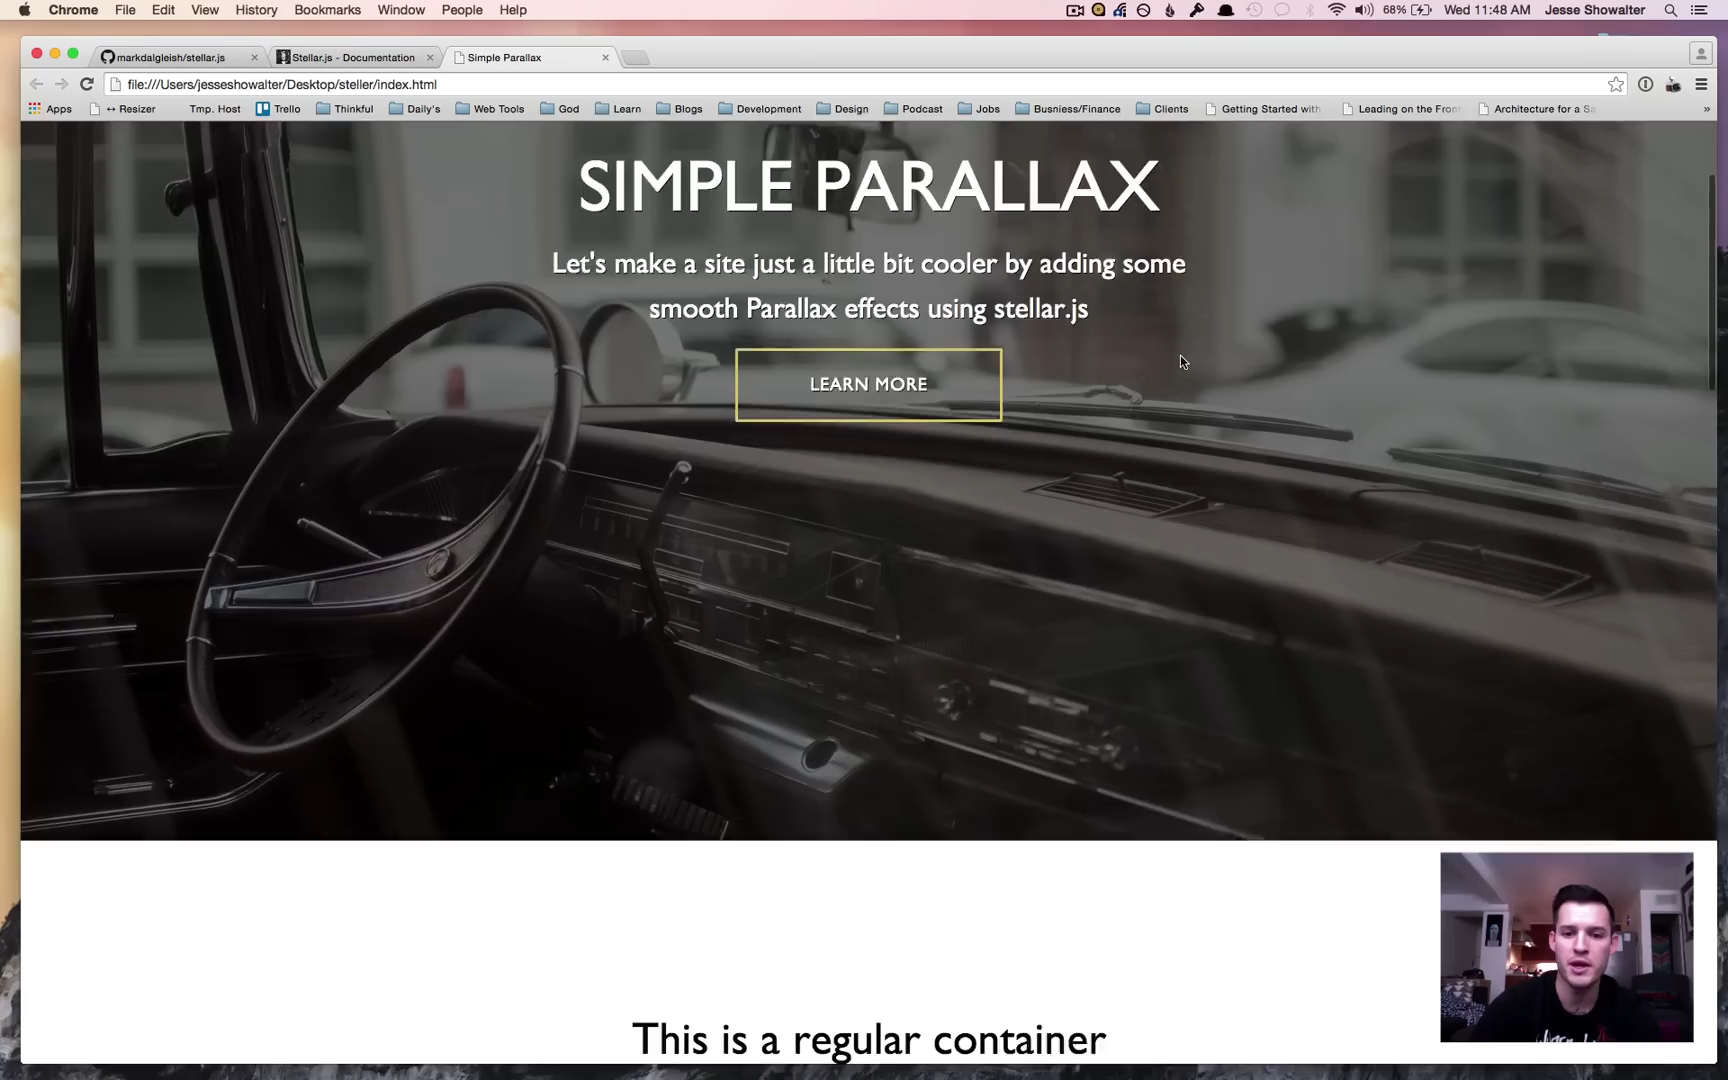 Chrome File Edit View History Bookmarks Window People Help 68% Wed 11:48 AM Jesse Showalter
markdalgleish/stellar.js Stellar.js - Documentation Simple Parallax
file:///Users/jesseshowalter/Desktop/steller/index.html
Apps ↔ Resizer Tmp. Host Trello Thinkful Daily's Web Tools God Learn Blogs Development Design Podcast Jobs Busniess/Finance Clients Getting Started with Leading on the Fron Architecture for a Sa »
SIMPLE PARALLAX
Let's make a site just a little bit cooler by adding some
smooth Parallax effects using stellar.js
LEARN MORE
This is a regular container